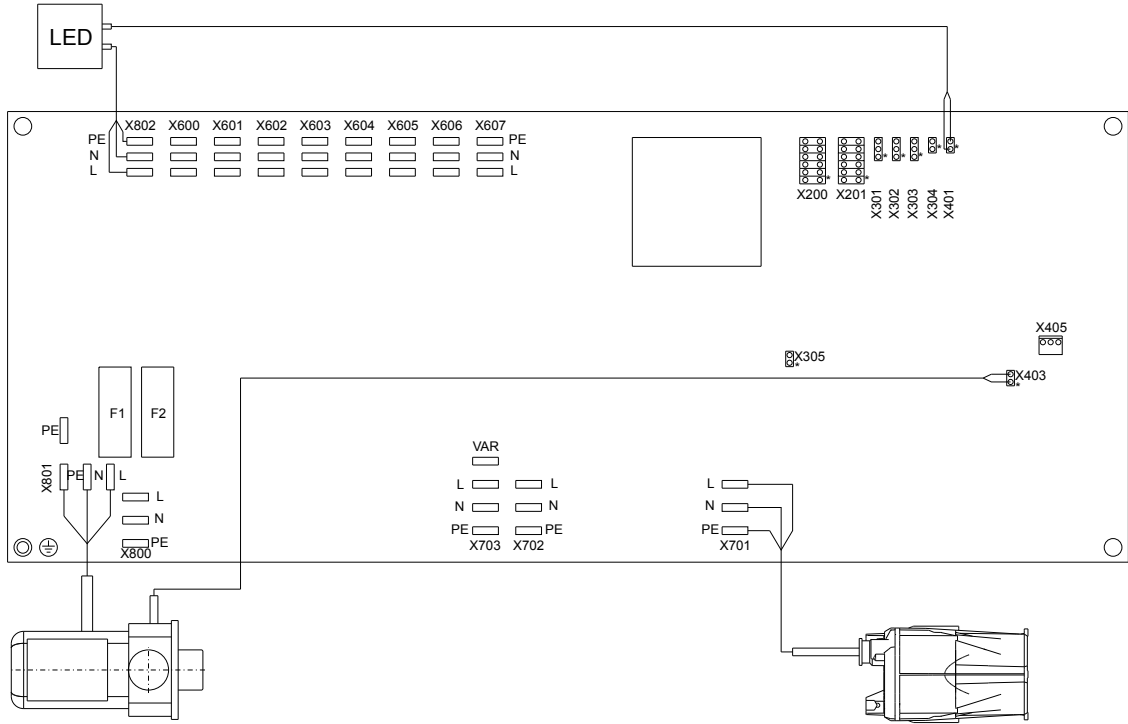 LED
X802 X600 X601 X602 X603 X604 X605 X606 X607
PE PE
N N
L L
* * * * * *
* 
X200 X201 X301 X302 X303 X304 X401
X405
X305
*
X403
*
F1 F2
PE
VAR
X801 PE N L
L L L L
N N N N
PE PE PE PE
X800 X703 X702 X701